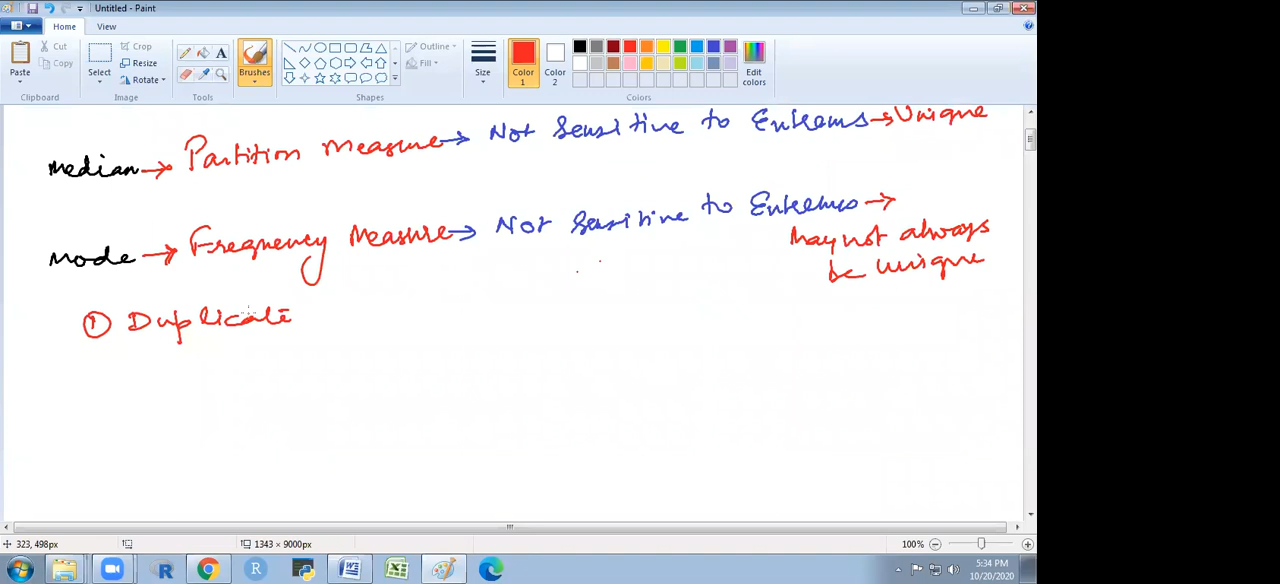 Untitled - Paint
Home View
Paste Cut Copy Clipboard
Select Crop Resize Rotate Image
Tools
Brushes
Outline Fill Shapes
Size
Color 1 Color 2 Edit colors Colors
median → Partition Measure → Not Sensitive to Extrems → Unique
mode → Frequency Measure → Not Sensitive to Extrems →
may not always
be unique
① Duplicate
323, 498px 1343 × 9000px 100%
5:34 PM
10/20/2020